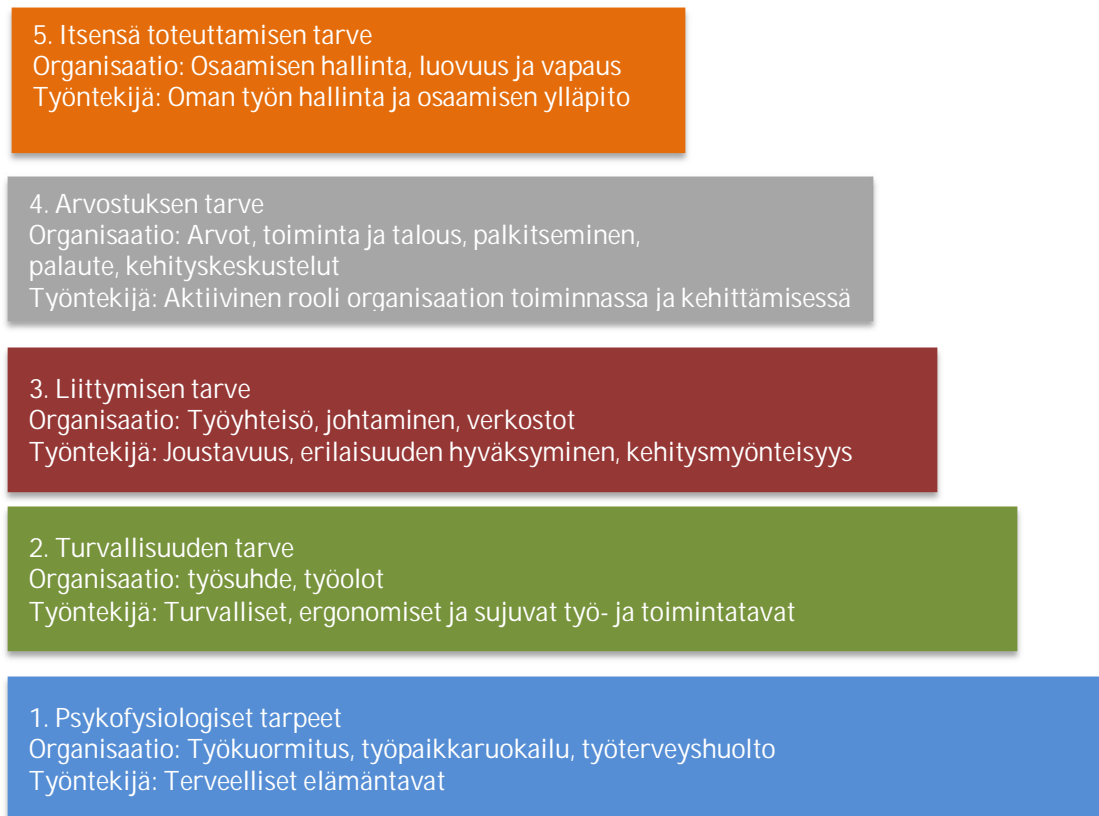 5. Itsensä toteuttamisen tarve
Organisaatio: Osaamisen hallinta, luovuus ja vapaus
Työntekijä: Oman työn hallinta ja osaamisen ylläpito
4. Arvostuksen tarve
Organisaatio: Arvot, toiminta ja talous, palkitseminen,
palaute, kehityskeskustelut
Työntekijä: Aktiivinen rooli organisaation toiminnassa ja kehittämisessä
3. Liittymisen tarve
Organisaatio: Työyhteisö, johtaminen, verkostot
Työntekijä: Joustavuus, erilaisuuden hyväksyminen, kehitysmyönteisyys
2. Turvallisuuden tarve
Organisaatio: työsuhde, työolot
Työntekijä: Turvalliset, ergonomiset ja sujuvat työ- ja toimintatavat
1. Psykofysiologiset tarpeet
Organisaatio: Työkuormitus, työpaikkaruokailu, työterveyshuolto
Työntekijä: Terveelliset elämäntavat